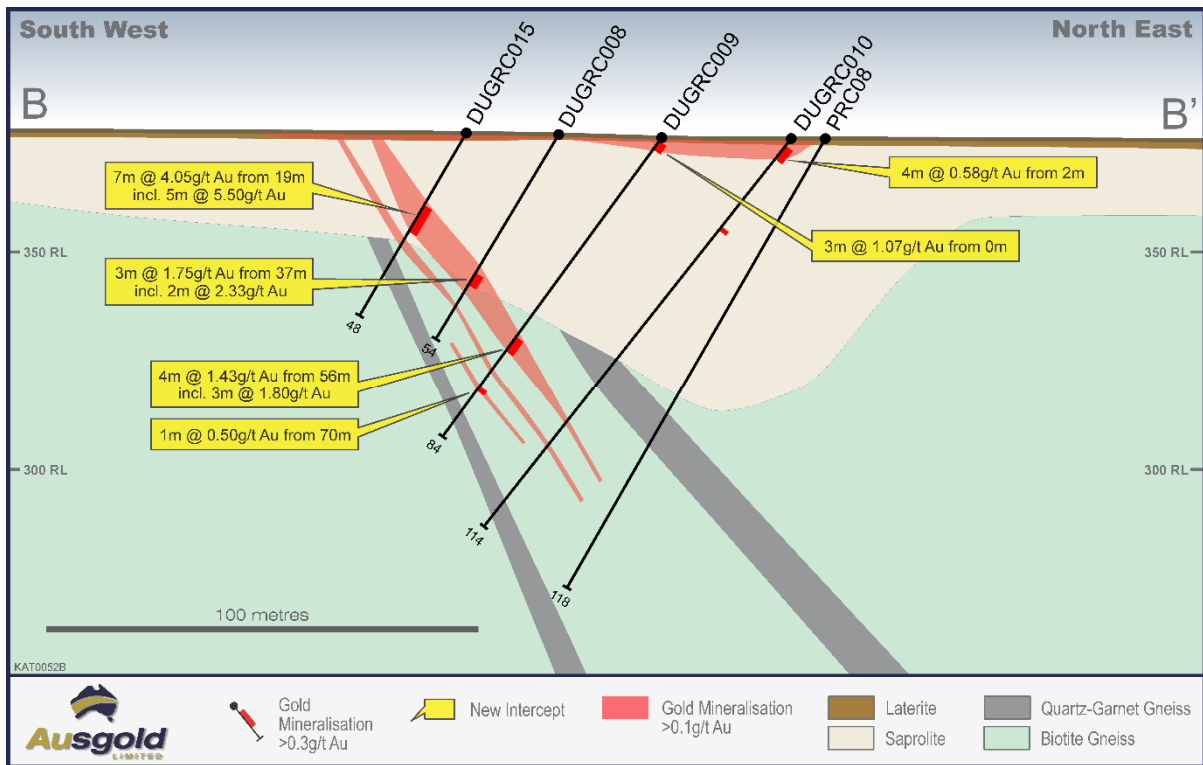 South West
North East
B
B'
DUGRC015
DUGRC008
DUGRC009
DUGRC010
PRC08
7m @ 4.05g/t Au from 19m
incl. 5m @ 5.50g/t Au
4m @ 0.58g/t Au from 2m
3m @ 1.07g/t Au from 0m
350 RL
350 RL
3m @ 1.75g/t Au from 37m
incl. 2m @ 2.33g/t Au
48
54
4m @ 1.43g/t Au from 56m
incl. 3m @ 1.80g/t Au
1m @ 0.50g/t Au from 70m
84
300 RL
300 RL
114
118
100 metres
KAT0052B
Ausgold
LIMITED
Gold
Mineralisation
>0.3g/t Au
New Intercept
Gold Mineralisation
>0.1g/t Au
Laterite
Saprolite
Quartz-Garnet Gneiss
Biotite Gneiss